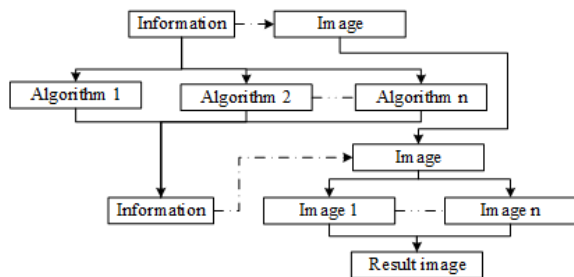 Information
Image
Algorithm 1
Algorithm 2
Algorithm n
Image
Information
Image 1
Image n
Result image